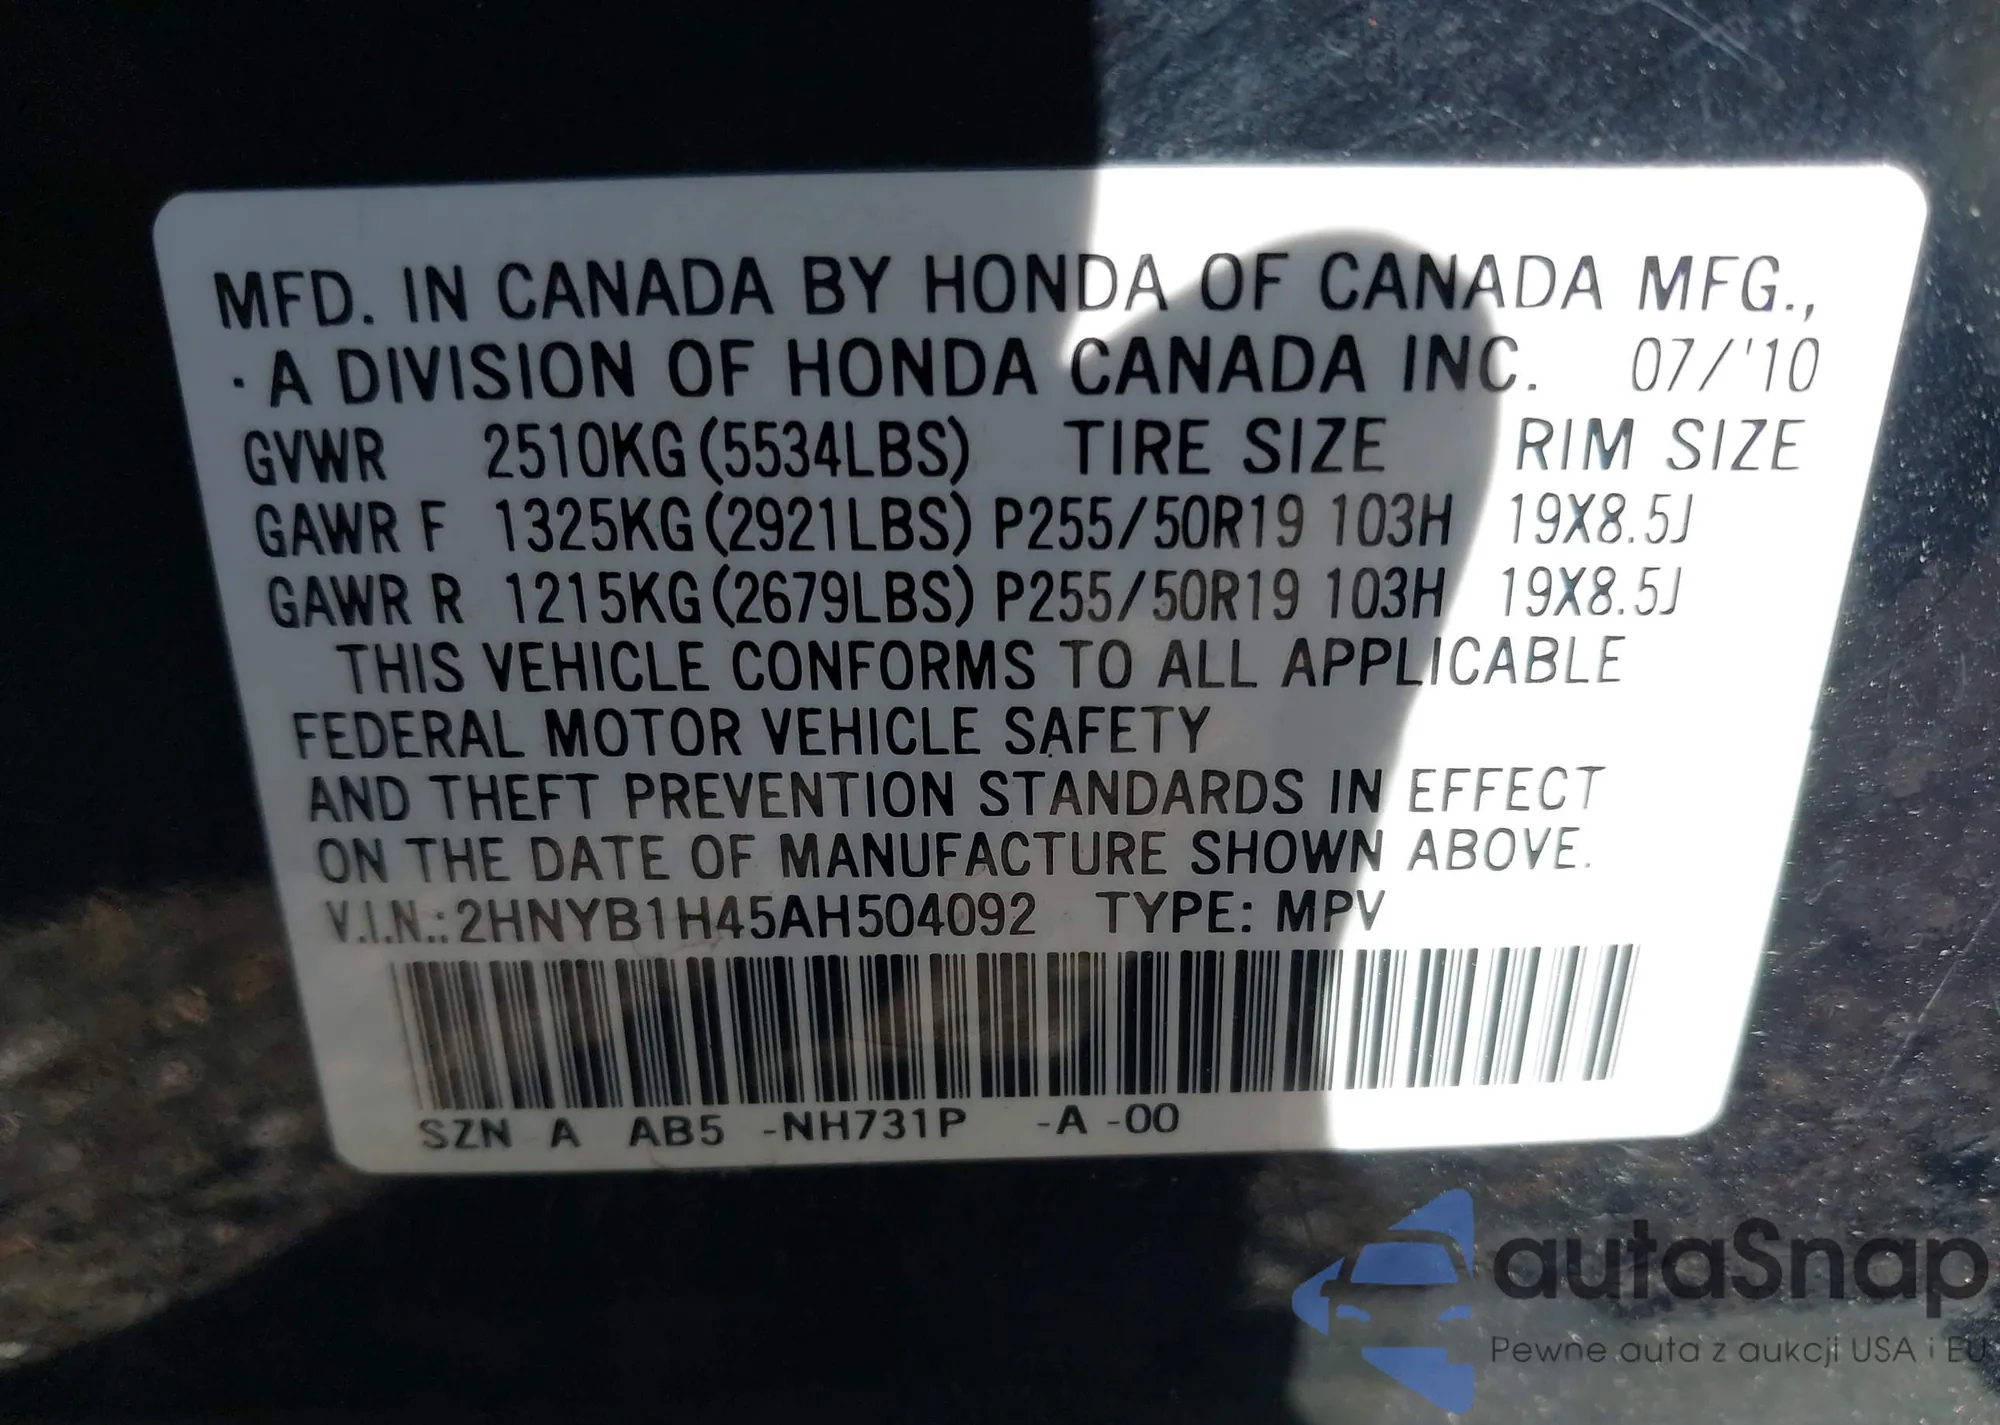 MFD. IN CANADA BY HONDA OF CANADA MFG.,
A DIVISION OF HONDA CANADA INC. 07/'10
GVWR 2510KG (5534LBS) TIRE SIZE RIM SIZE
GAWR F 1325KG (2921LBS) P255/50R19 103H 19X8.5J
GAWR R 1215KG (2679LBS) P255/50R19 103H 19X8.5J
THIS VEHICLE CONFORMS TO ALL APPLICABLE
FEDERAL MOTOR VEHICLE SAFETY
AND THEFT PREVENTION STANDARDS IN EFFECT
ON THE DATE OF MANUFACTURE SHOWN ABOVE.
V.I.N.: 2HNYB1H45AH504092 TYPE: MPV
SZN A AB5 -NH731P -A -00
autaSnap
Pewne auta z aukcji USA i EU